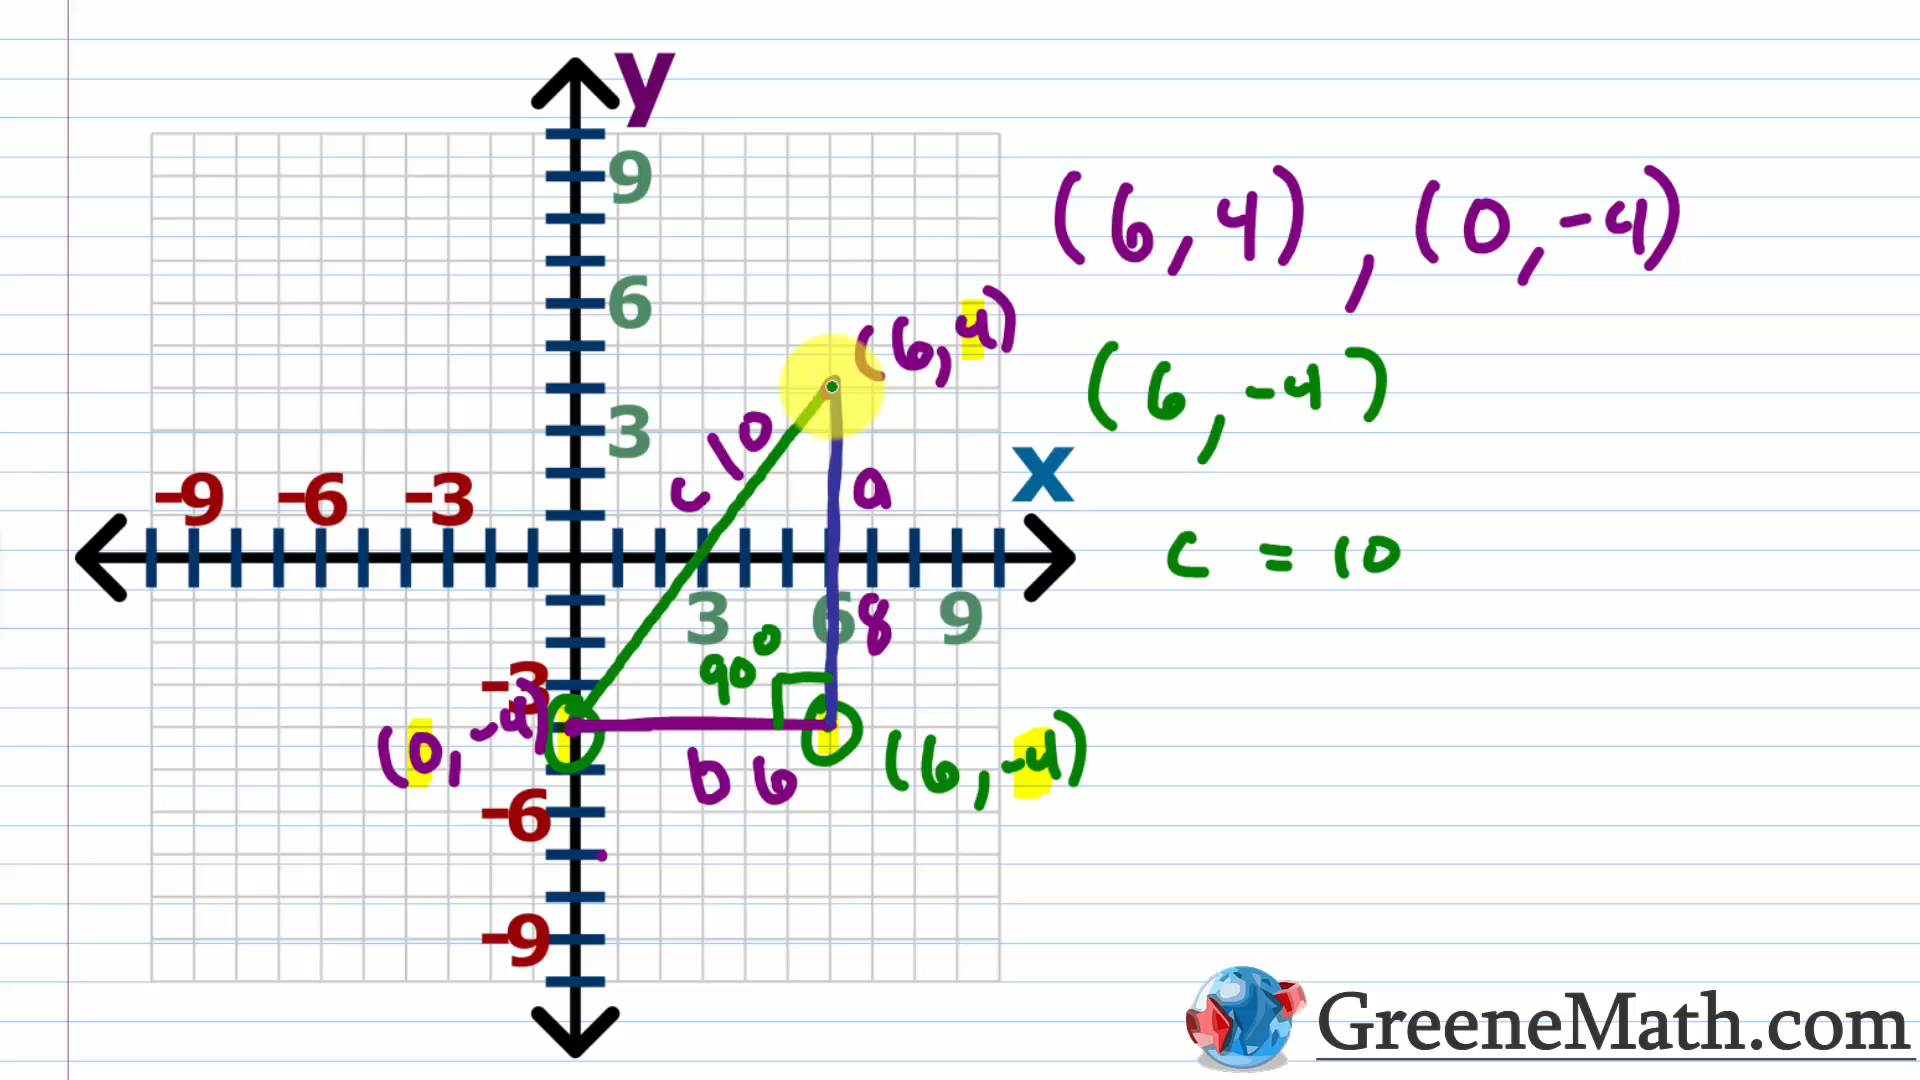 y
9
(6, 4) , (0, -4)
6
(6, 4)
(6, -4)
3
c 10
x
-9 -6 -3
a
c = 10
3 6 9
8
90°
-3
(0, -4)
b 6
(6, -4)
-6
-9
GreeneMath.com